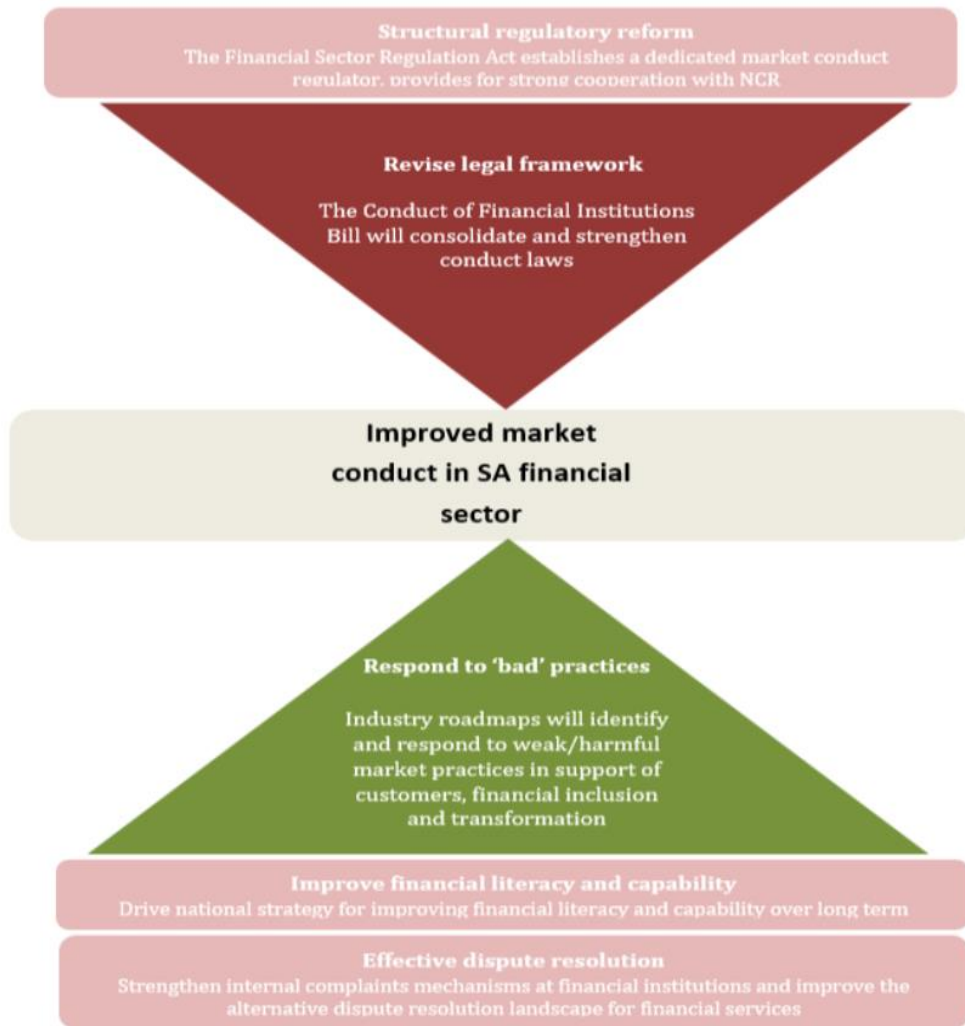 Structural regulatory reform
The Financial Sector Regulation Act establishes a dedicated market conduct
regulator, provides for strong cooperation with NCR
Revise legal framework
The Conduct of Financial Institutions
Bill will consolidate and strengthen
conduct laws
Improved market
conduct in SA financial
sector
Respond to ‘bad’ practices
Industry roadmaps will identify
and respond to weak/harmful
market practices in support of
customers, financial inclusion
and transformation
Improve financial literacy and capability
Drive national strategy for improving financial literacy and capability over long term
Effective dispute resolution
Strengthen internal complaints mechanisms at financial institutions and improve the
alternative dispute resolution landscape for financial services